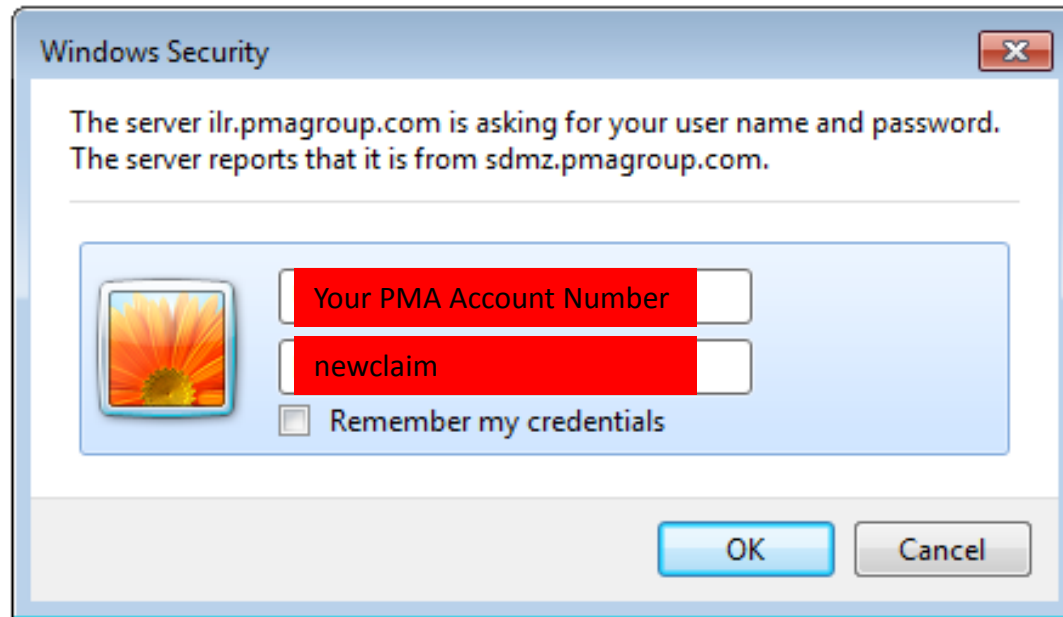 Windows Security
The server ilr.pmagroup.com is asking for your user name and password.
The server reports that it is from sdmz.pmagroup.com.
Your PMA Account Number
newclaim
Remember my credentials
OK
Cancel